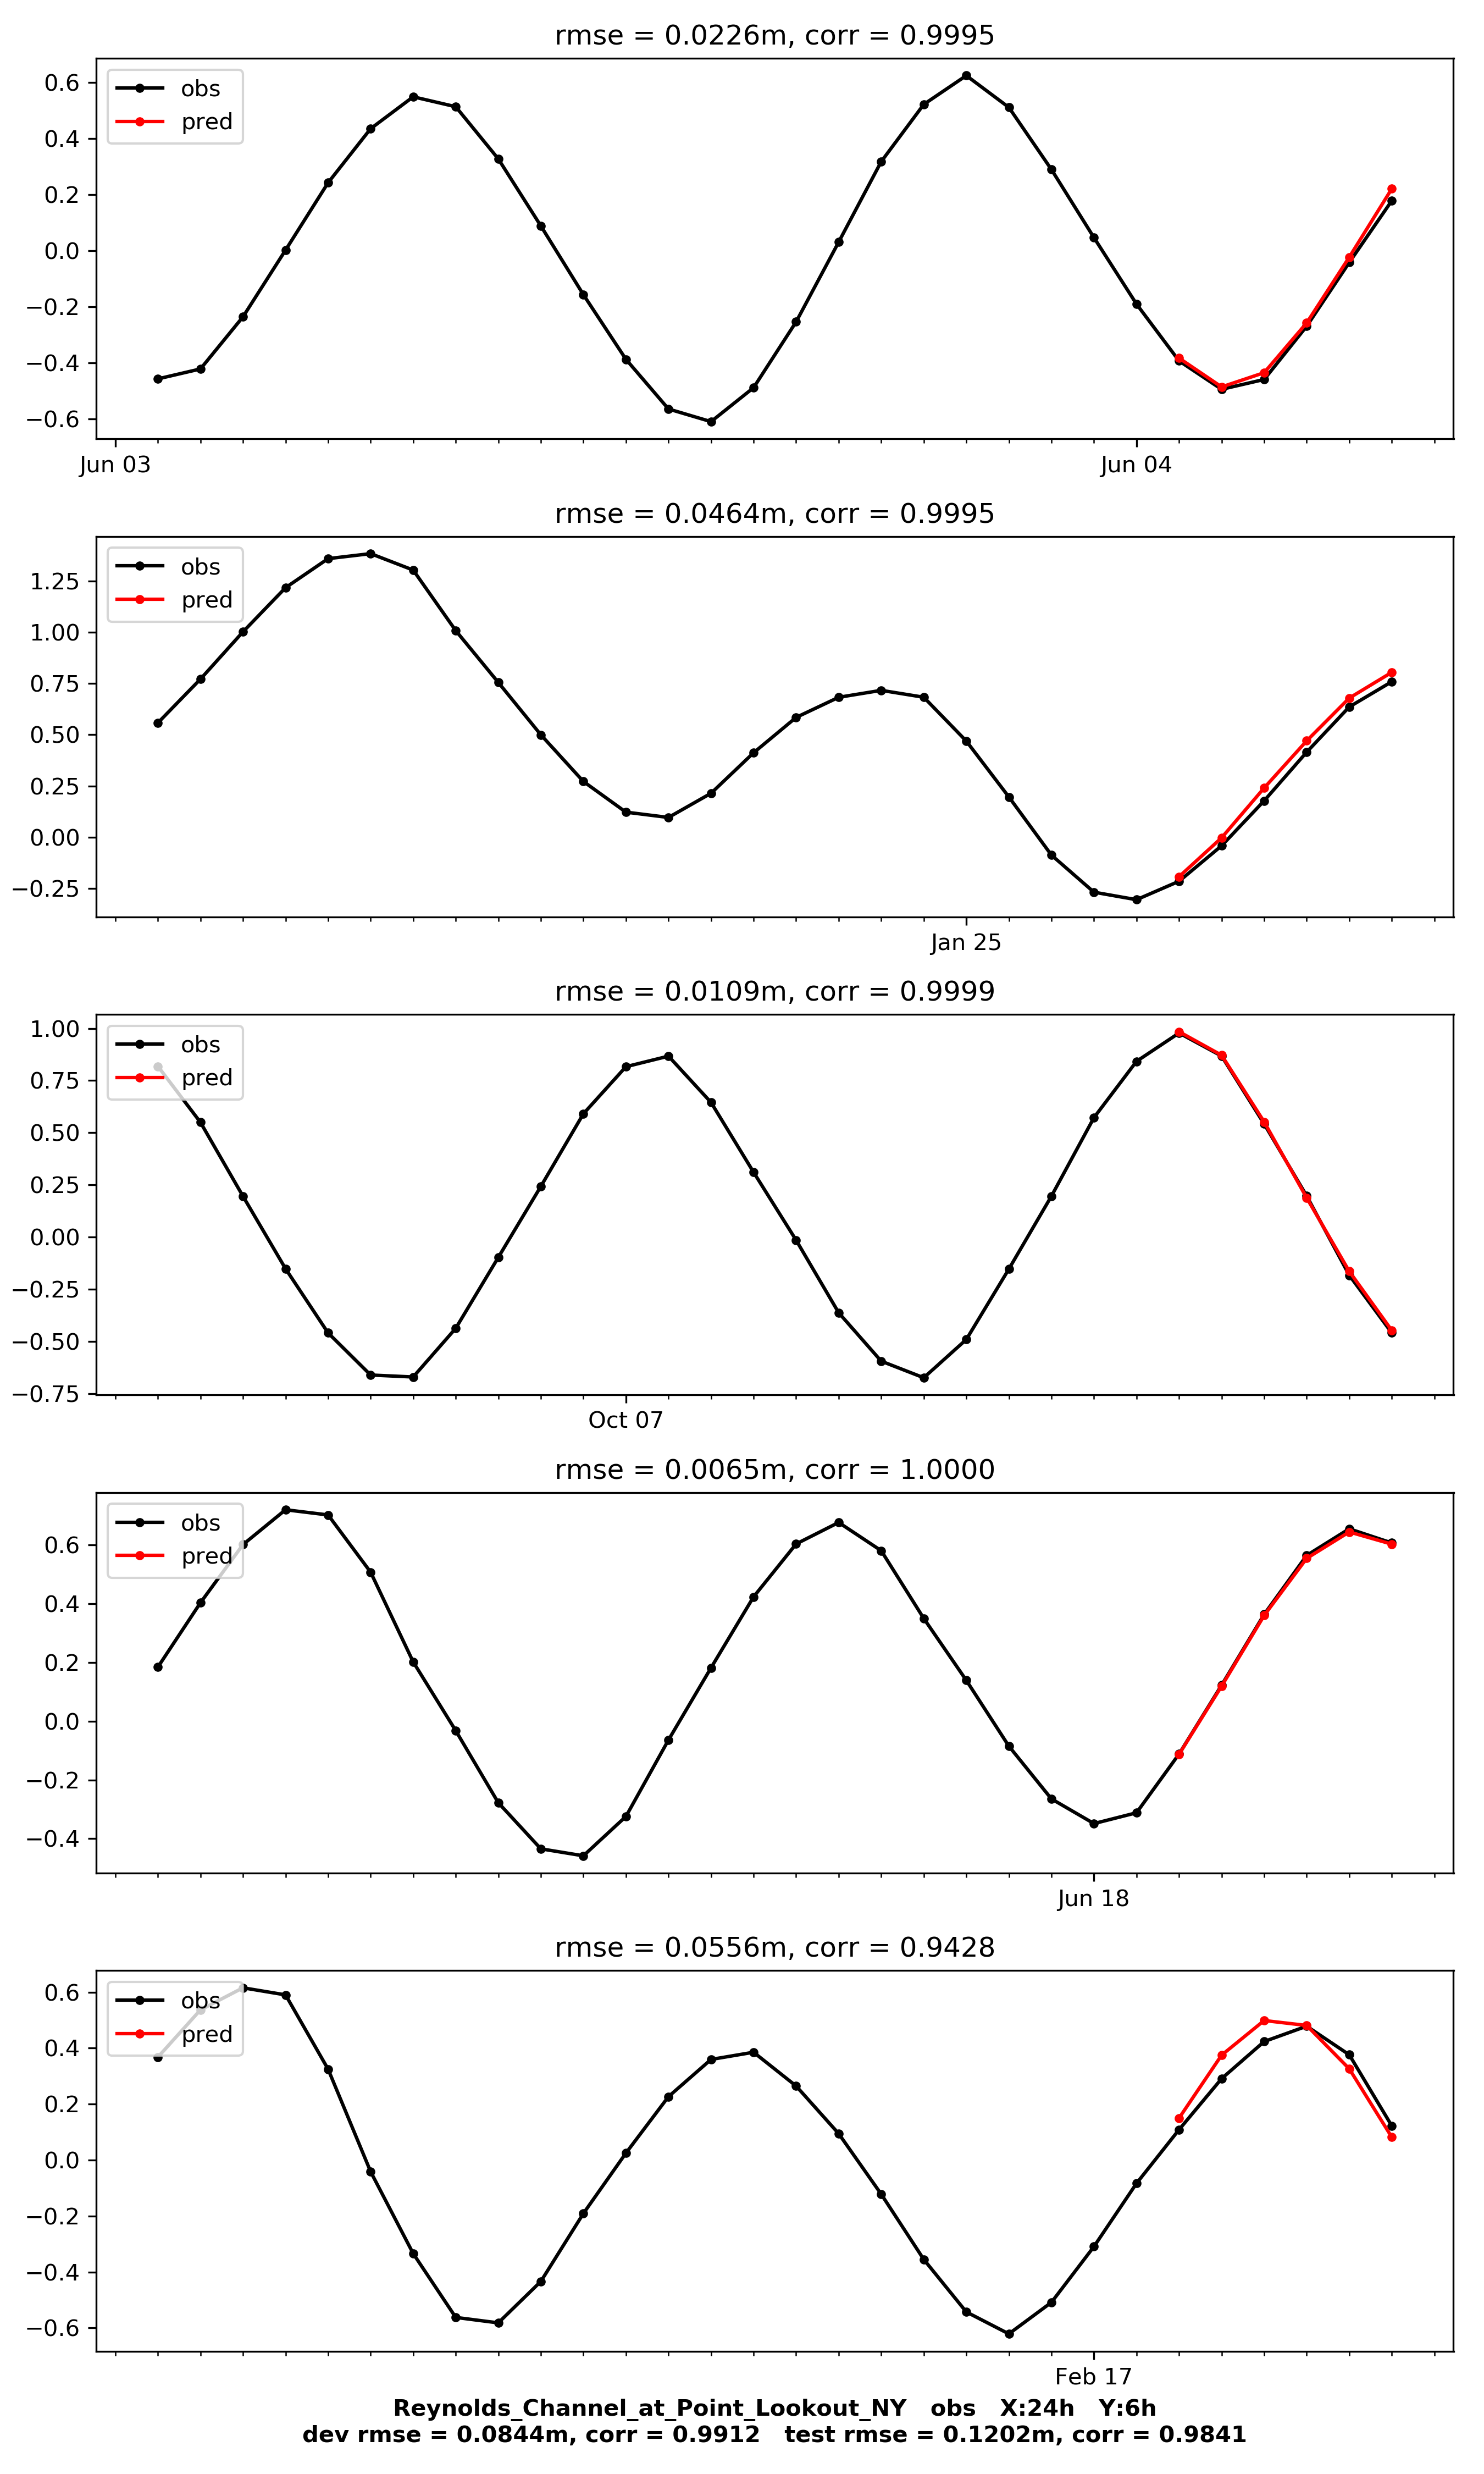 rmse = 0.0226m, corr = 0.9995
obs
pred
0.6
0.4
0.2
0.0
−0.2
−0.4
−0.6
Jun 03 Jun 04
rmse = 0.0464m, corr = 0.9995
obs
pred
1.25
1.00
0.75
0.50
0.25
0.00
−0.25
Jan 25
rmse = 0.0109m, corr = 0.9999
obs
pred
1.00
0.75
0.50
0.25
0.00
−0.25
−0.50
−0.75
Oct 07
rmse = 0.0065m, corr = 1.0000
obs
pred
0.6
0.4
0.2
0.0
−0.2
−0.4
Jun 18
rmse = 0.0556m, corr = 0.9428
obs
pred
0.6
0.4
0.2
0.0
−0.2
−0.4
−0.6
Feb 17
Reynolds_Channel_at_Point_Lookout_NY obs X:24h Y:6h
dev rmse = 0.0844m, corr = 0.9912 test rmse = 0.1202m, corr = 0.9841